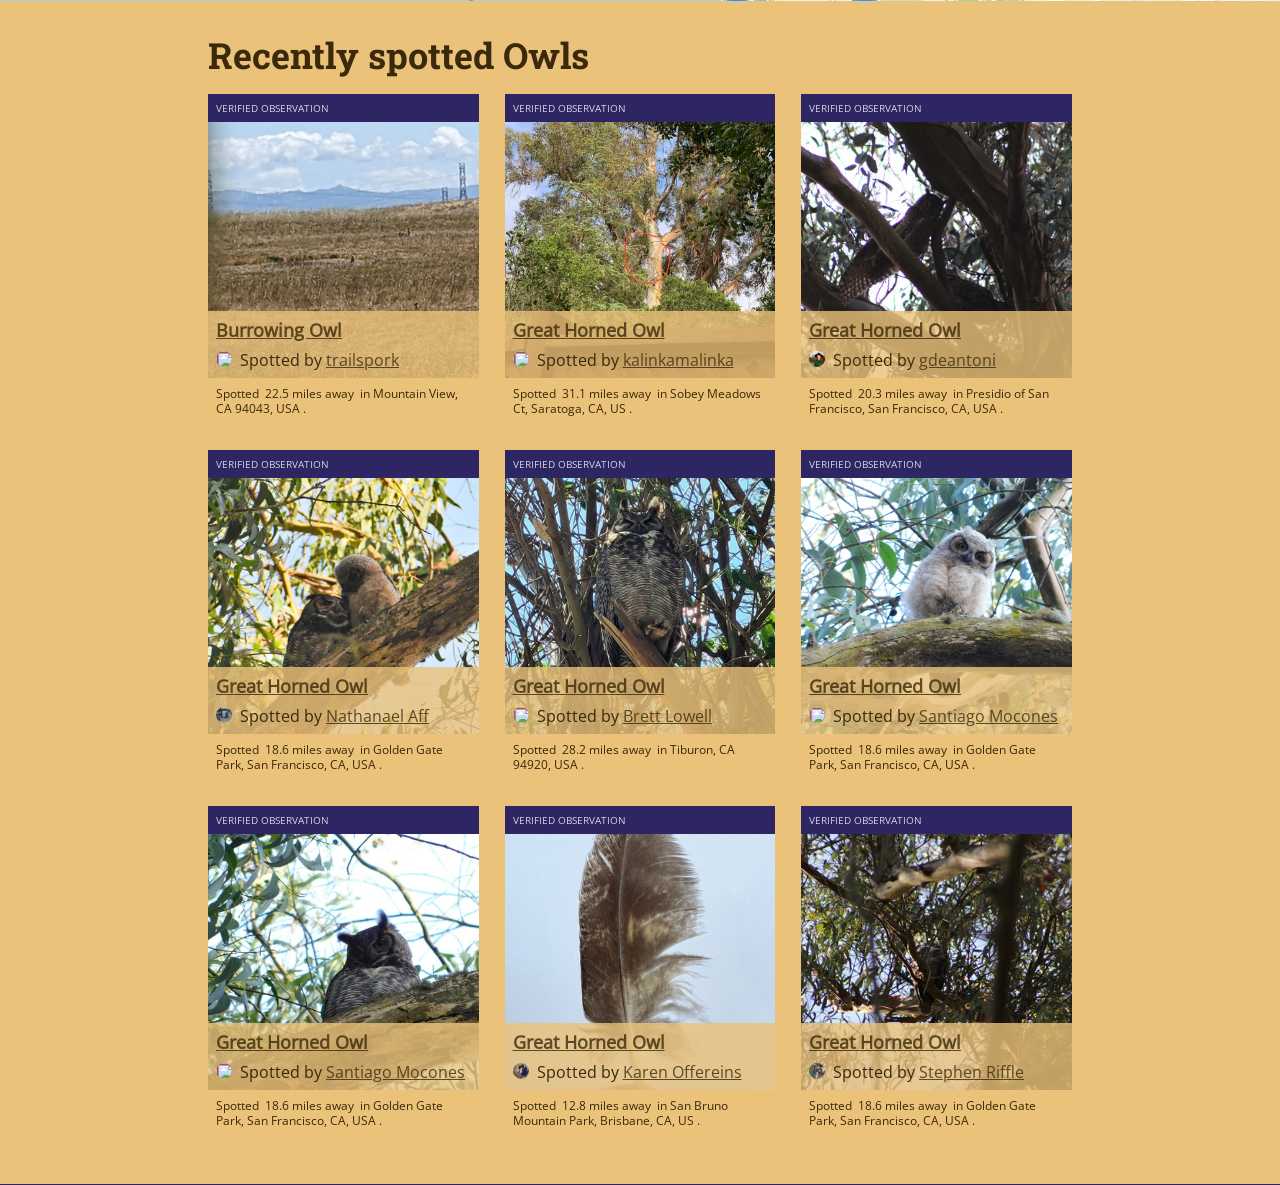 Recently spotted Owls
VERIFIED OBSERVATION
Burrowing Owl
Spotted by trailspork
Spotted 22.5 miles away in Mountain View,
CA 94043, USA .
VERIFIED OBSERVATION
Great Horned Owl
Spotted by kalinkamalinka
Spotted 31.1 miles away in Sobey Meadows
Ct, Saratoga, CA, US .
VERIFIED OBSERVATION
Great Horned Owl
Spotted by gdeantoni
Spotted 20.3 miles away in Presidio of San
Francisco, San Francisco, CA, USA .
VERIFIED OBSERVATION
Great Horned Owl
Spotted by Nathanael Aff
Spotted 18.6 miles away in Golden Gate
Park, San Francisco, CA, USA .
VERIFIED OBSERVATION
Great Horned Owl
Spotted by Brett Lowell
Spotted 28.2 miles away in Tiburon, CA
94920, USA .
VERIFIED OBSERVATION
Great Horned Owl
Spotted by Santiago Mocones
Spotted 18.6 miles away in Golden Gate
Park, San Francisco, CA, USA .
VERIFIED OBSERVATION
Great Horned Owl
Spotted by Santiago Mocones
Spotted 18.6 miles away in Golden Gate
Park, San Francisco, CA, USA .
VERIFIED OBSERVATION
Great Horned Owl
Spotted by Karen Offereins
Spotted 12.8 miles away in San Bruno
Mountain Park, Brisbane, CA, US .
VERIFIED OBSERVATION
Great Horned Owl
Spotted by Stephen Riffle
Spotted 18.6 miles away in Golden Gate
Park, San Francisco, CA, USA .